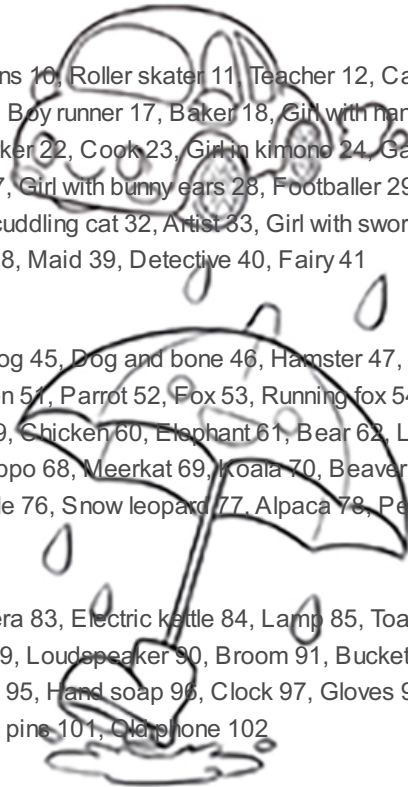 ns 10, Roller skater 11, Teacher 12, Ca
Boy runner 17, Baker 18, Girl with
ker 22, Cook 23, Girl in kimono 24, Ga
7, Girl with bunny ears 28, Footballer 29
cuddling cat 32, Artist 33, Girl with swor
8, Maid 39, Detective 40, Fairy 41
og 45, Dog and bone 46, Hamster 47,
n 51, Parrot 52, Fox 53, Running fox 54
9, Chicken 60, Elephant 61, Bear 62, L
ppo 68, Meerkat 69, Koala 70, Beaver
le 76, Snow leopard 77, Alpaca 78, Pe
era 83, Electric kettle 84, Lamp 85, Toa
9, Loudspeaker 90, Broom 91, Bucket
95, Hand soap 96, Clock 97, Gloves 9
pins 101, Old phone 102